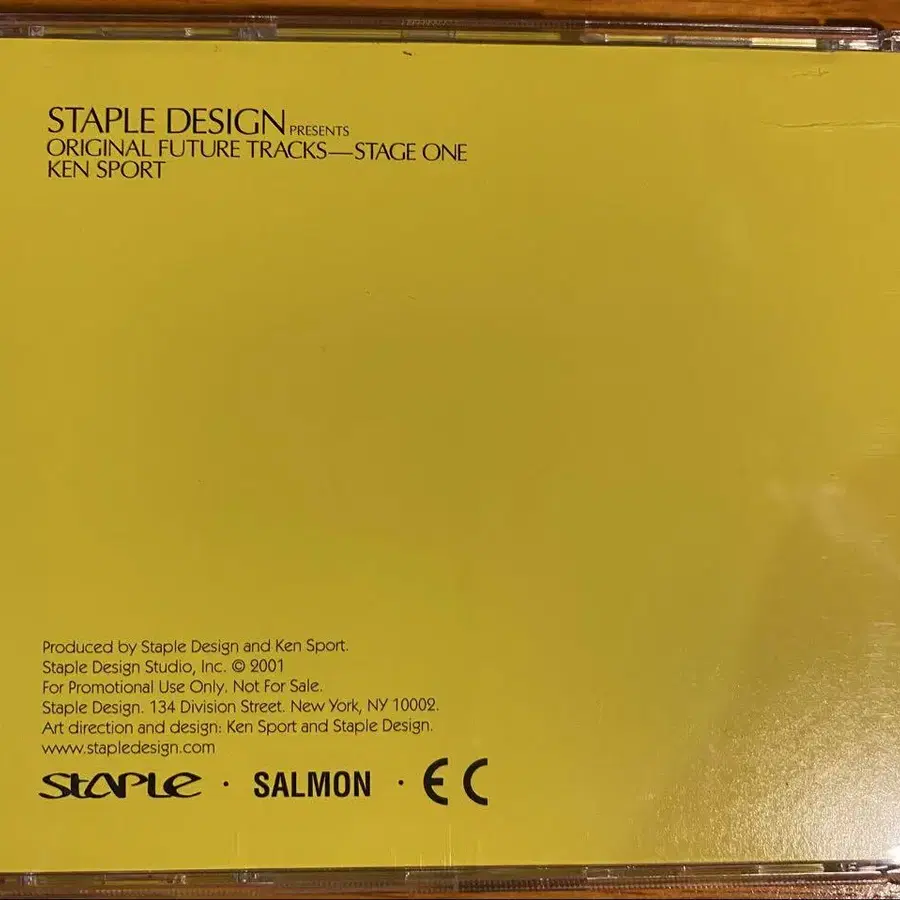 STAPLE DESIGN PRESENTS
ORIGINAL FUTURE TRACKS—STAGE ONE
KEN SPORT
Produced by Staple Design and Ken Sport.
Staple Design Studio, Inc. © 2001
For Promotional Use Only. Not For Sale.
Staple Design. 134 Division Street. New York, NY 10002.
Art direction and design: Ken Sport and Staple Design.
www.stapledesign.com
staple · SALMON · CE